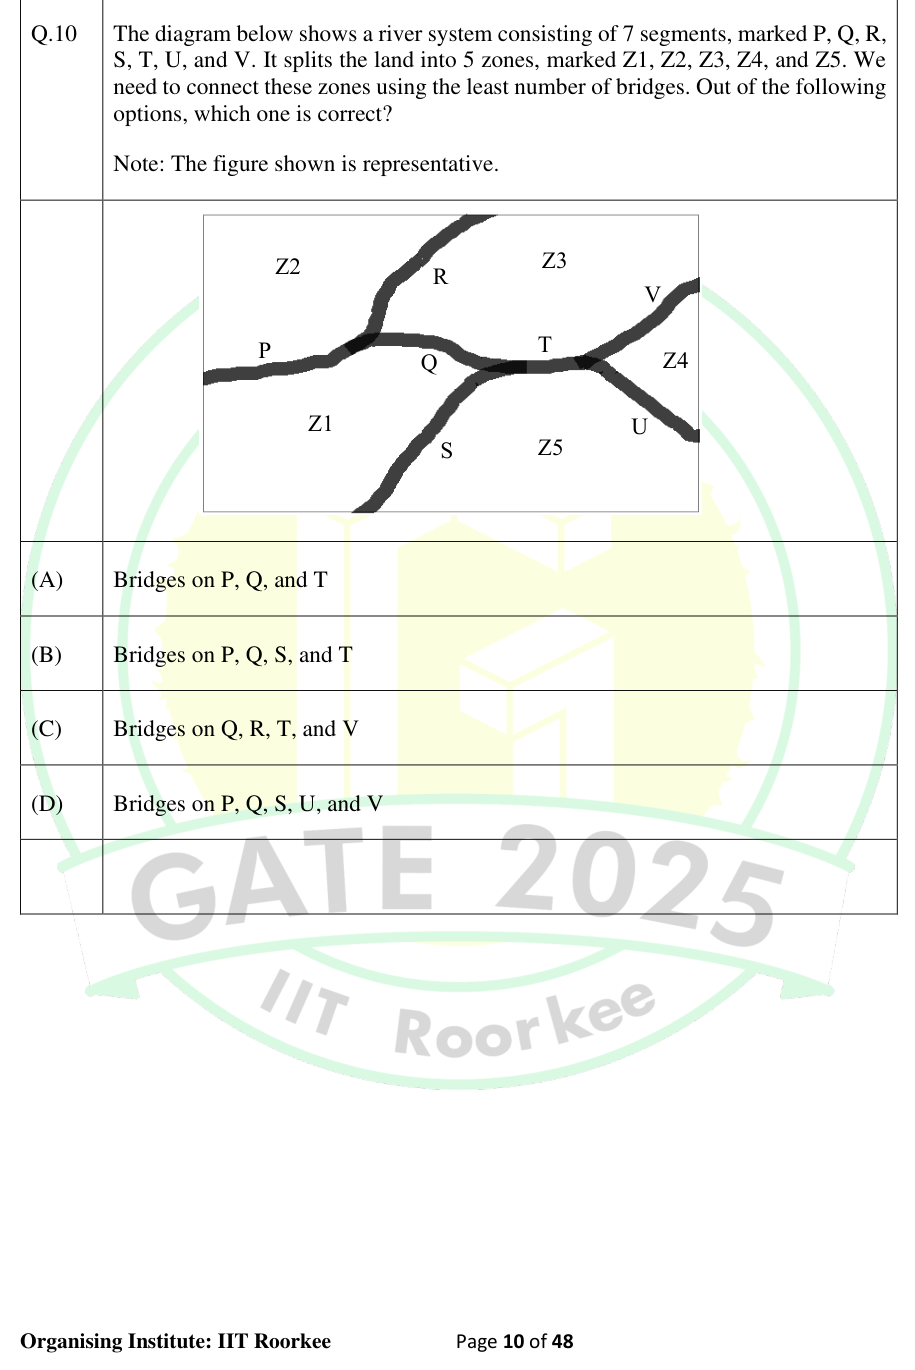 Q.10
The diagram below shows a river system consisting of 7 segments, marked P, Q, R,
S, T, U, and V. It splits the land into 5 zones, marked Z1, Z2, Z3, Z4, and Z5. We
need to connect these zones using the least number of bridges. Out of the following
options, which one is correct?
Note: The figure shown is representative.
Z2
Z3
R
V
P
T
Q
Z4
Z1
U
S
Z5
(A) Bridges on P, Q, and T
(B) Bridges on P, Q, S, and T
(C) Bridges on Q, R, T, and V
(D) Bridges on P, Q, S, U, and V
GATE 2025
IIT Roorkee
Organising Institute: IIT Roorkee Page 10 of 48